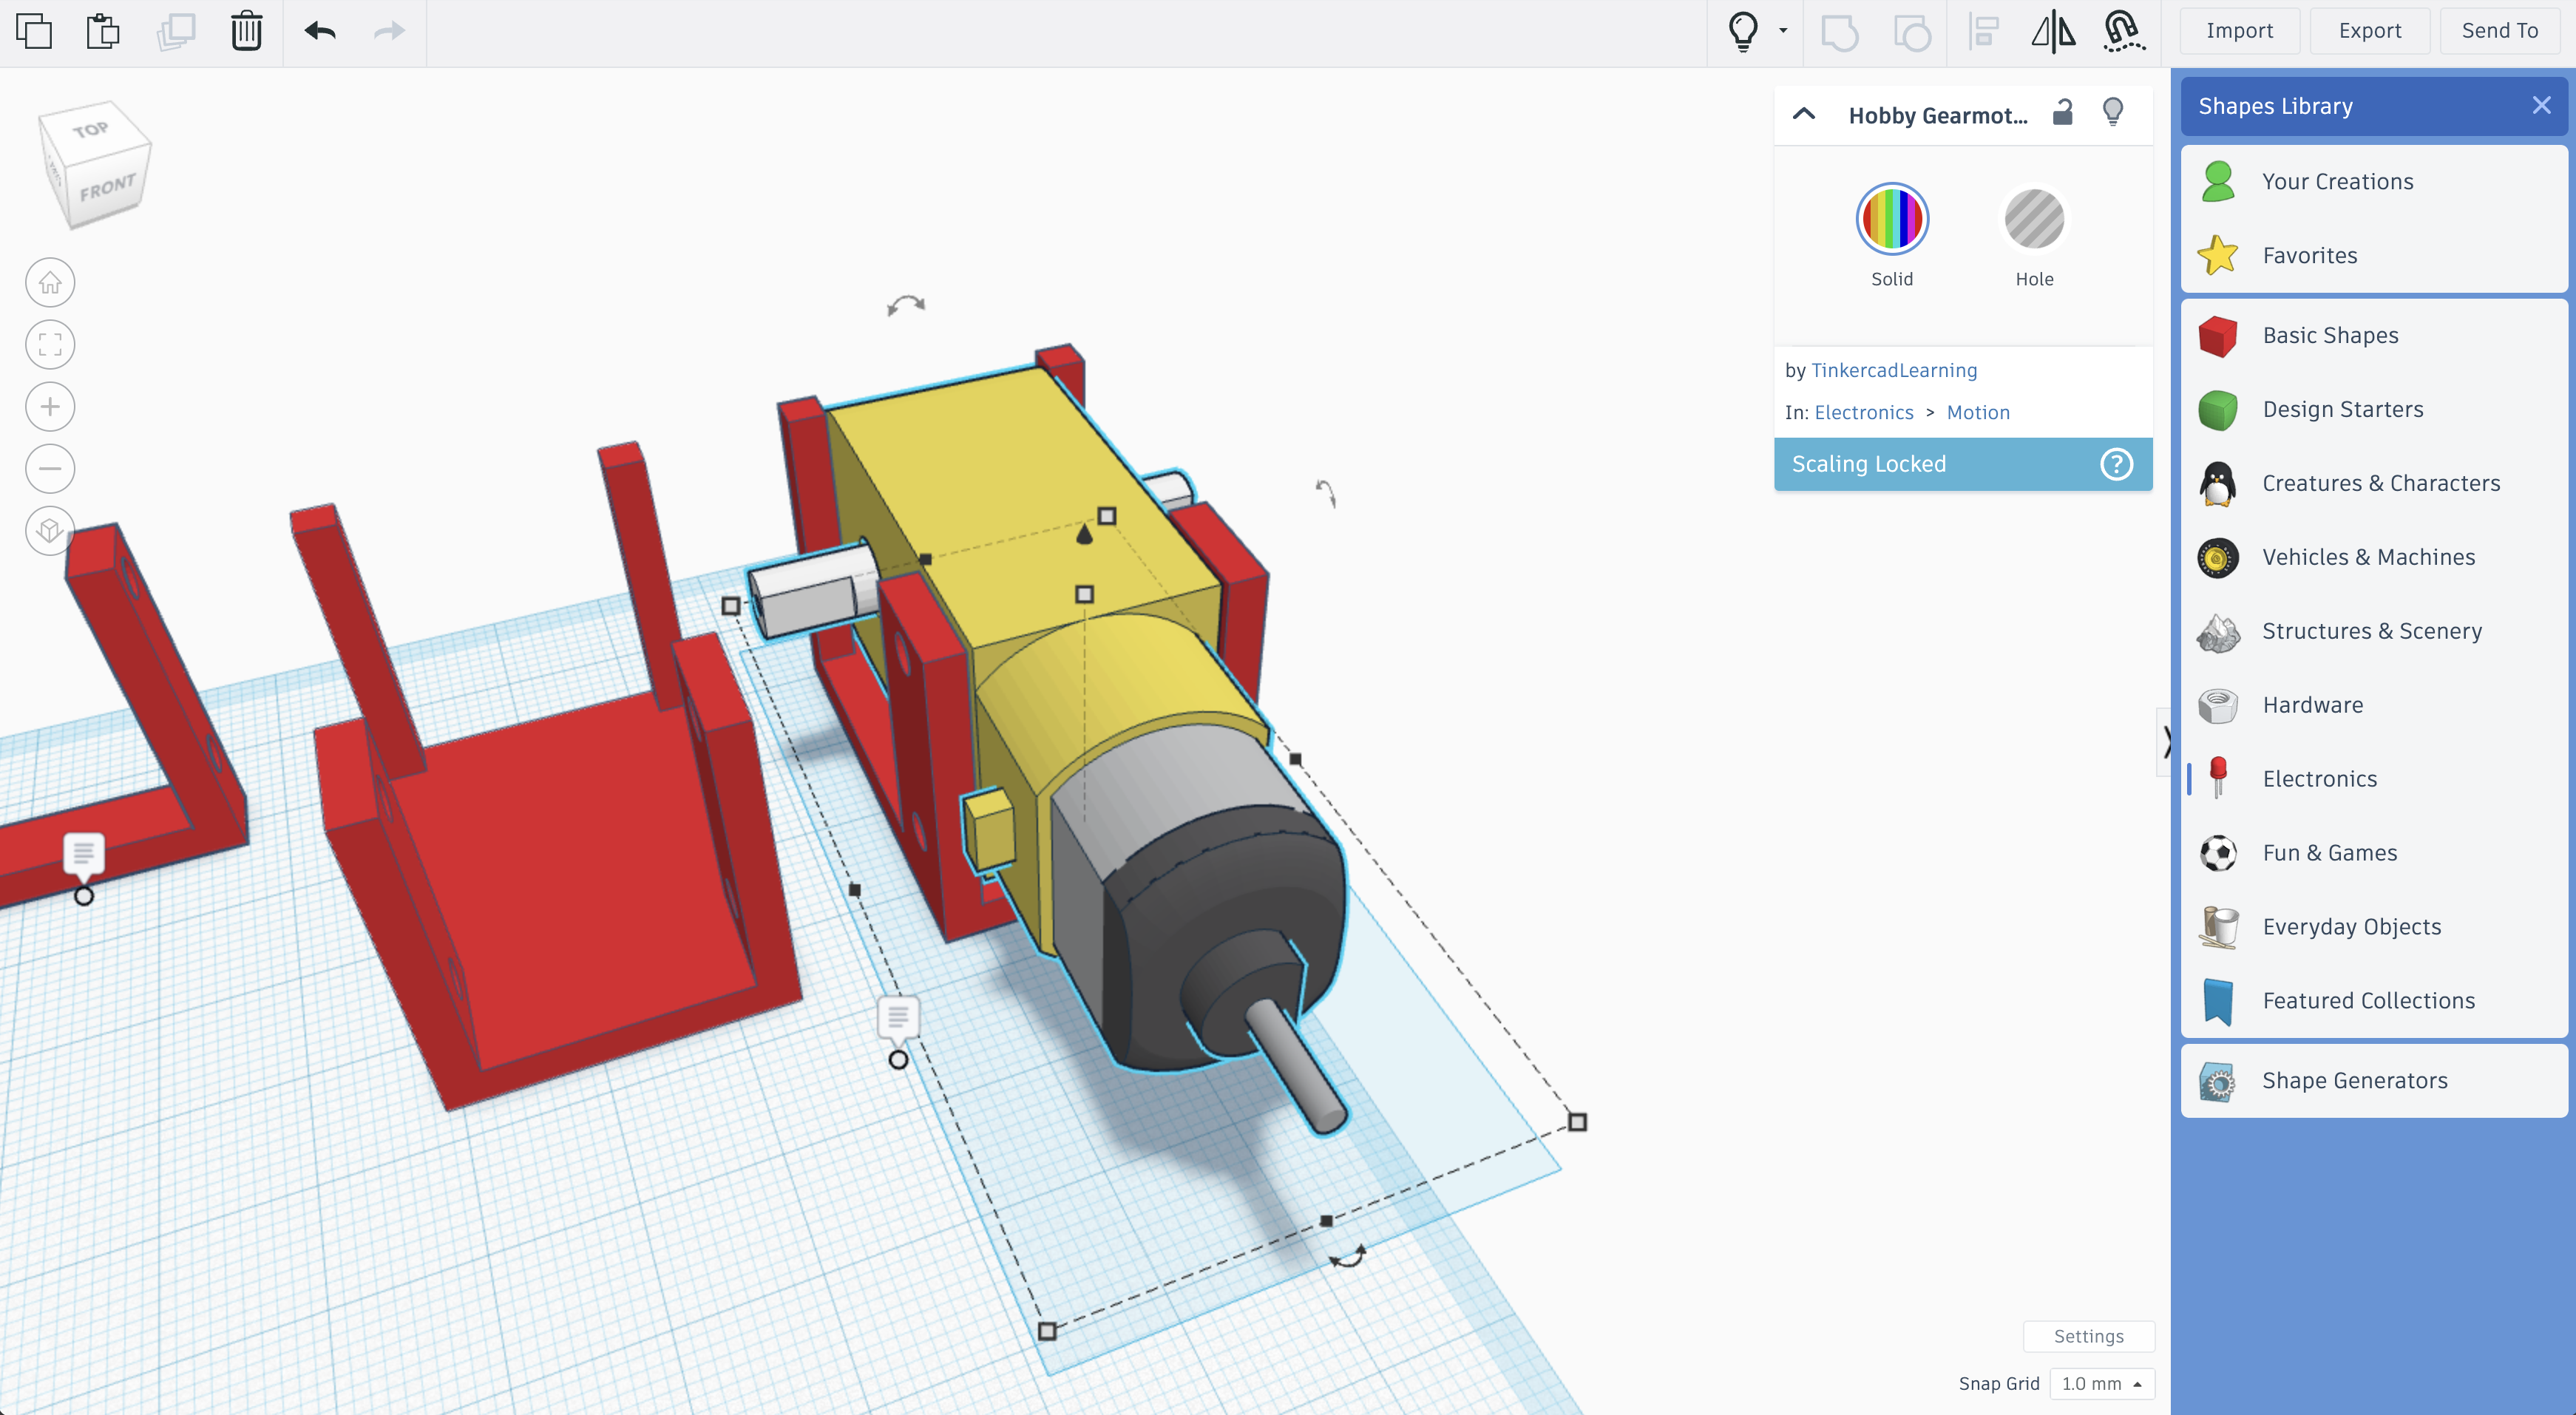 Import
Export
Send To
TOP
FRONT
Hobby Gearmot...
Solid
Hole
by TinkercadLearning
In: Electronics > Motion
Scaling Locked
?
Shapes Library
Your Creations
Favorites
Basic Shapes
Design Starters
Creatures & Characters
Vehicles & Machines
Structures & Scenery
Hardware
Electronics
Fun & Games
Everyday Objects
Featured Collections
Shape Generators
Settings
Snap Grid 1.0 mm